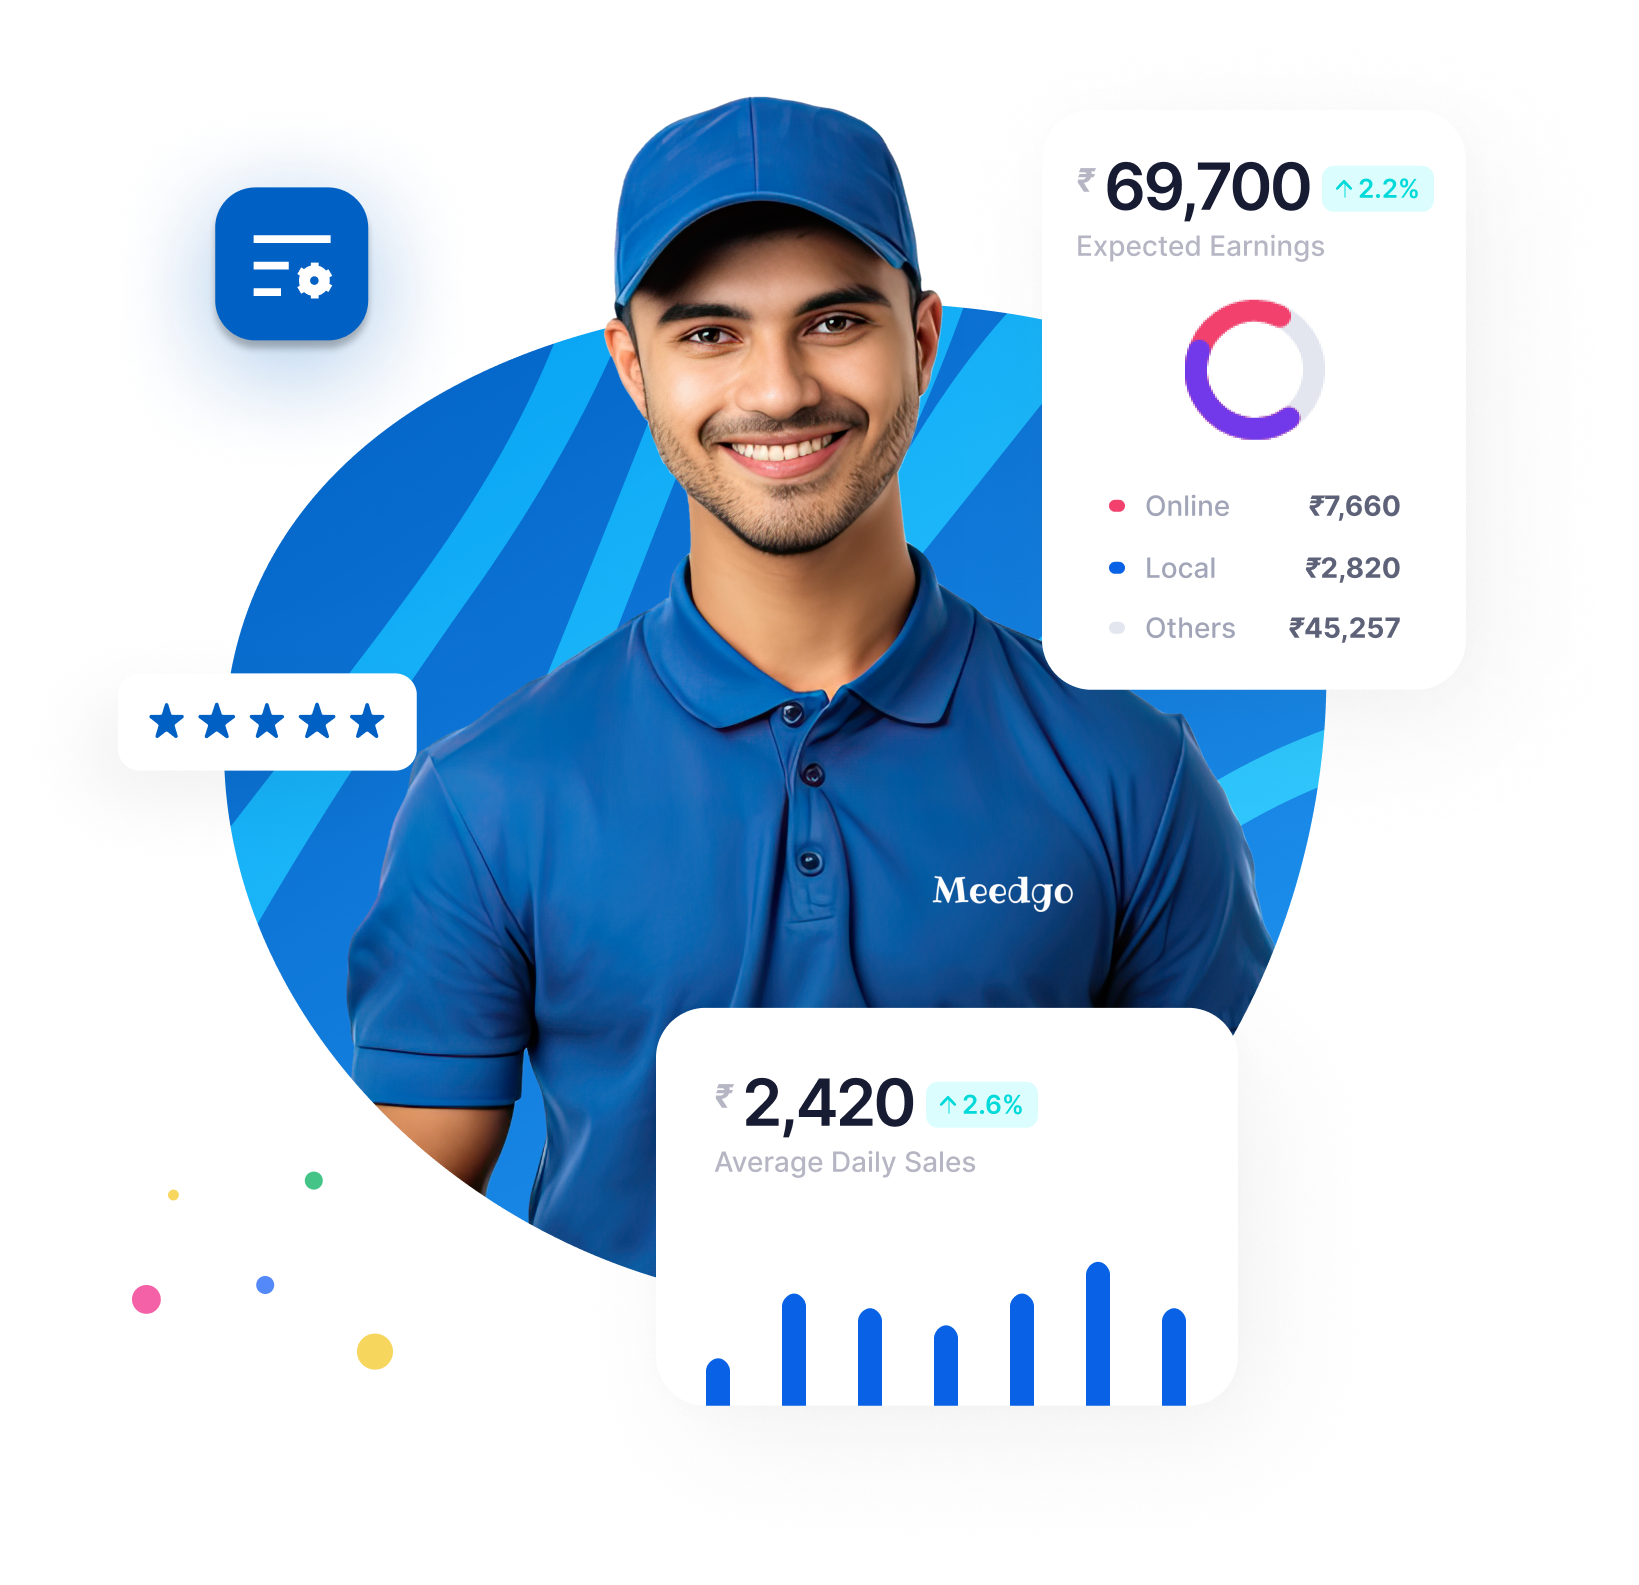 ₹ 69,700 ↑ 2.2%
Expected Earnings
Online ₹7,660
Local ₹2,820
Others ₹45,257
Meedgo
₹ 2,420 ↑ 2.6%
Average Daily Sales